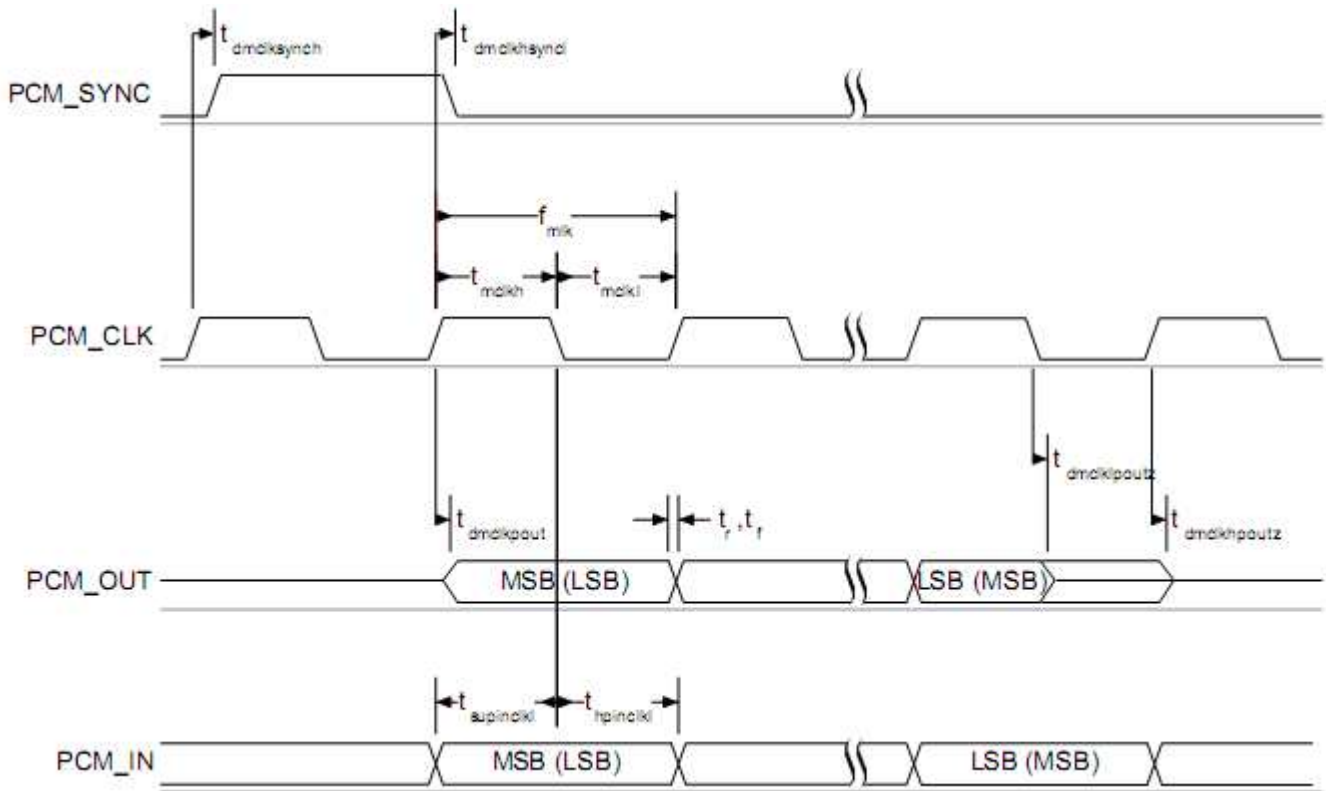 t dmclksynch
t dmclkhsyncl
PCM_SYNC
f mlk
t mclkh
t mclkl
PCM_CLK
t dmclklpoutz
t dmclkpout
t r ,t f
t dmclkhpoutz
PCM_OUT
MSB (LSB)
LSB (MSB)
t supinclkl
t hpinclkl
PCM_IN
MSB (LSB)
LSB (MSB)